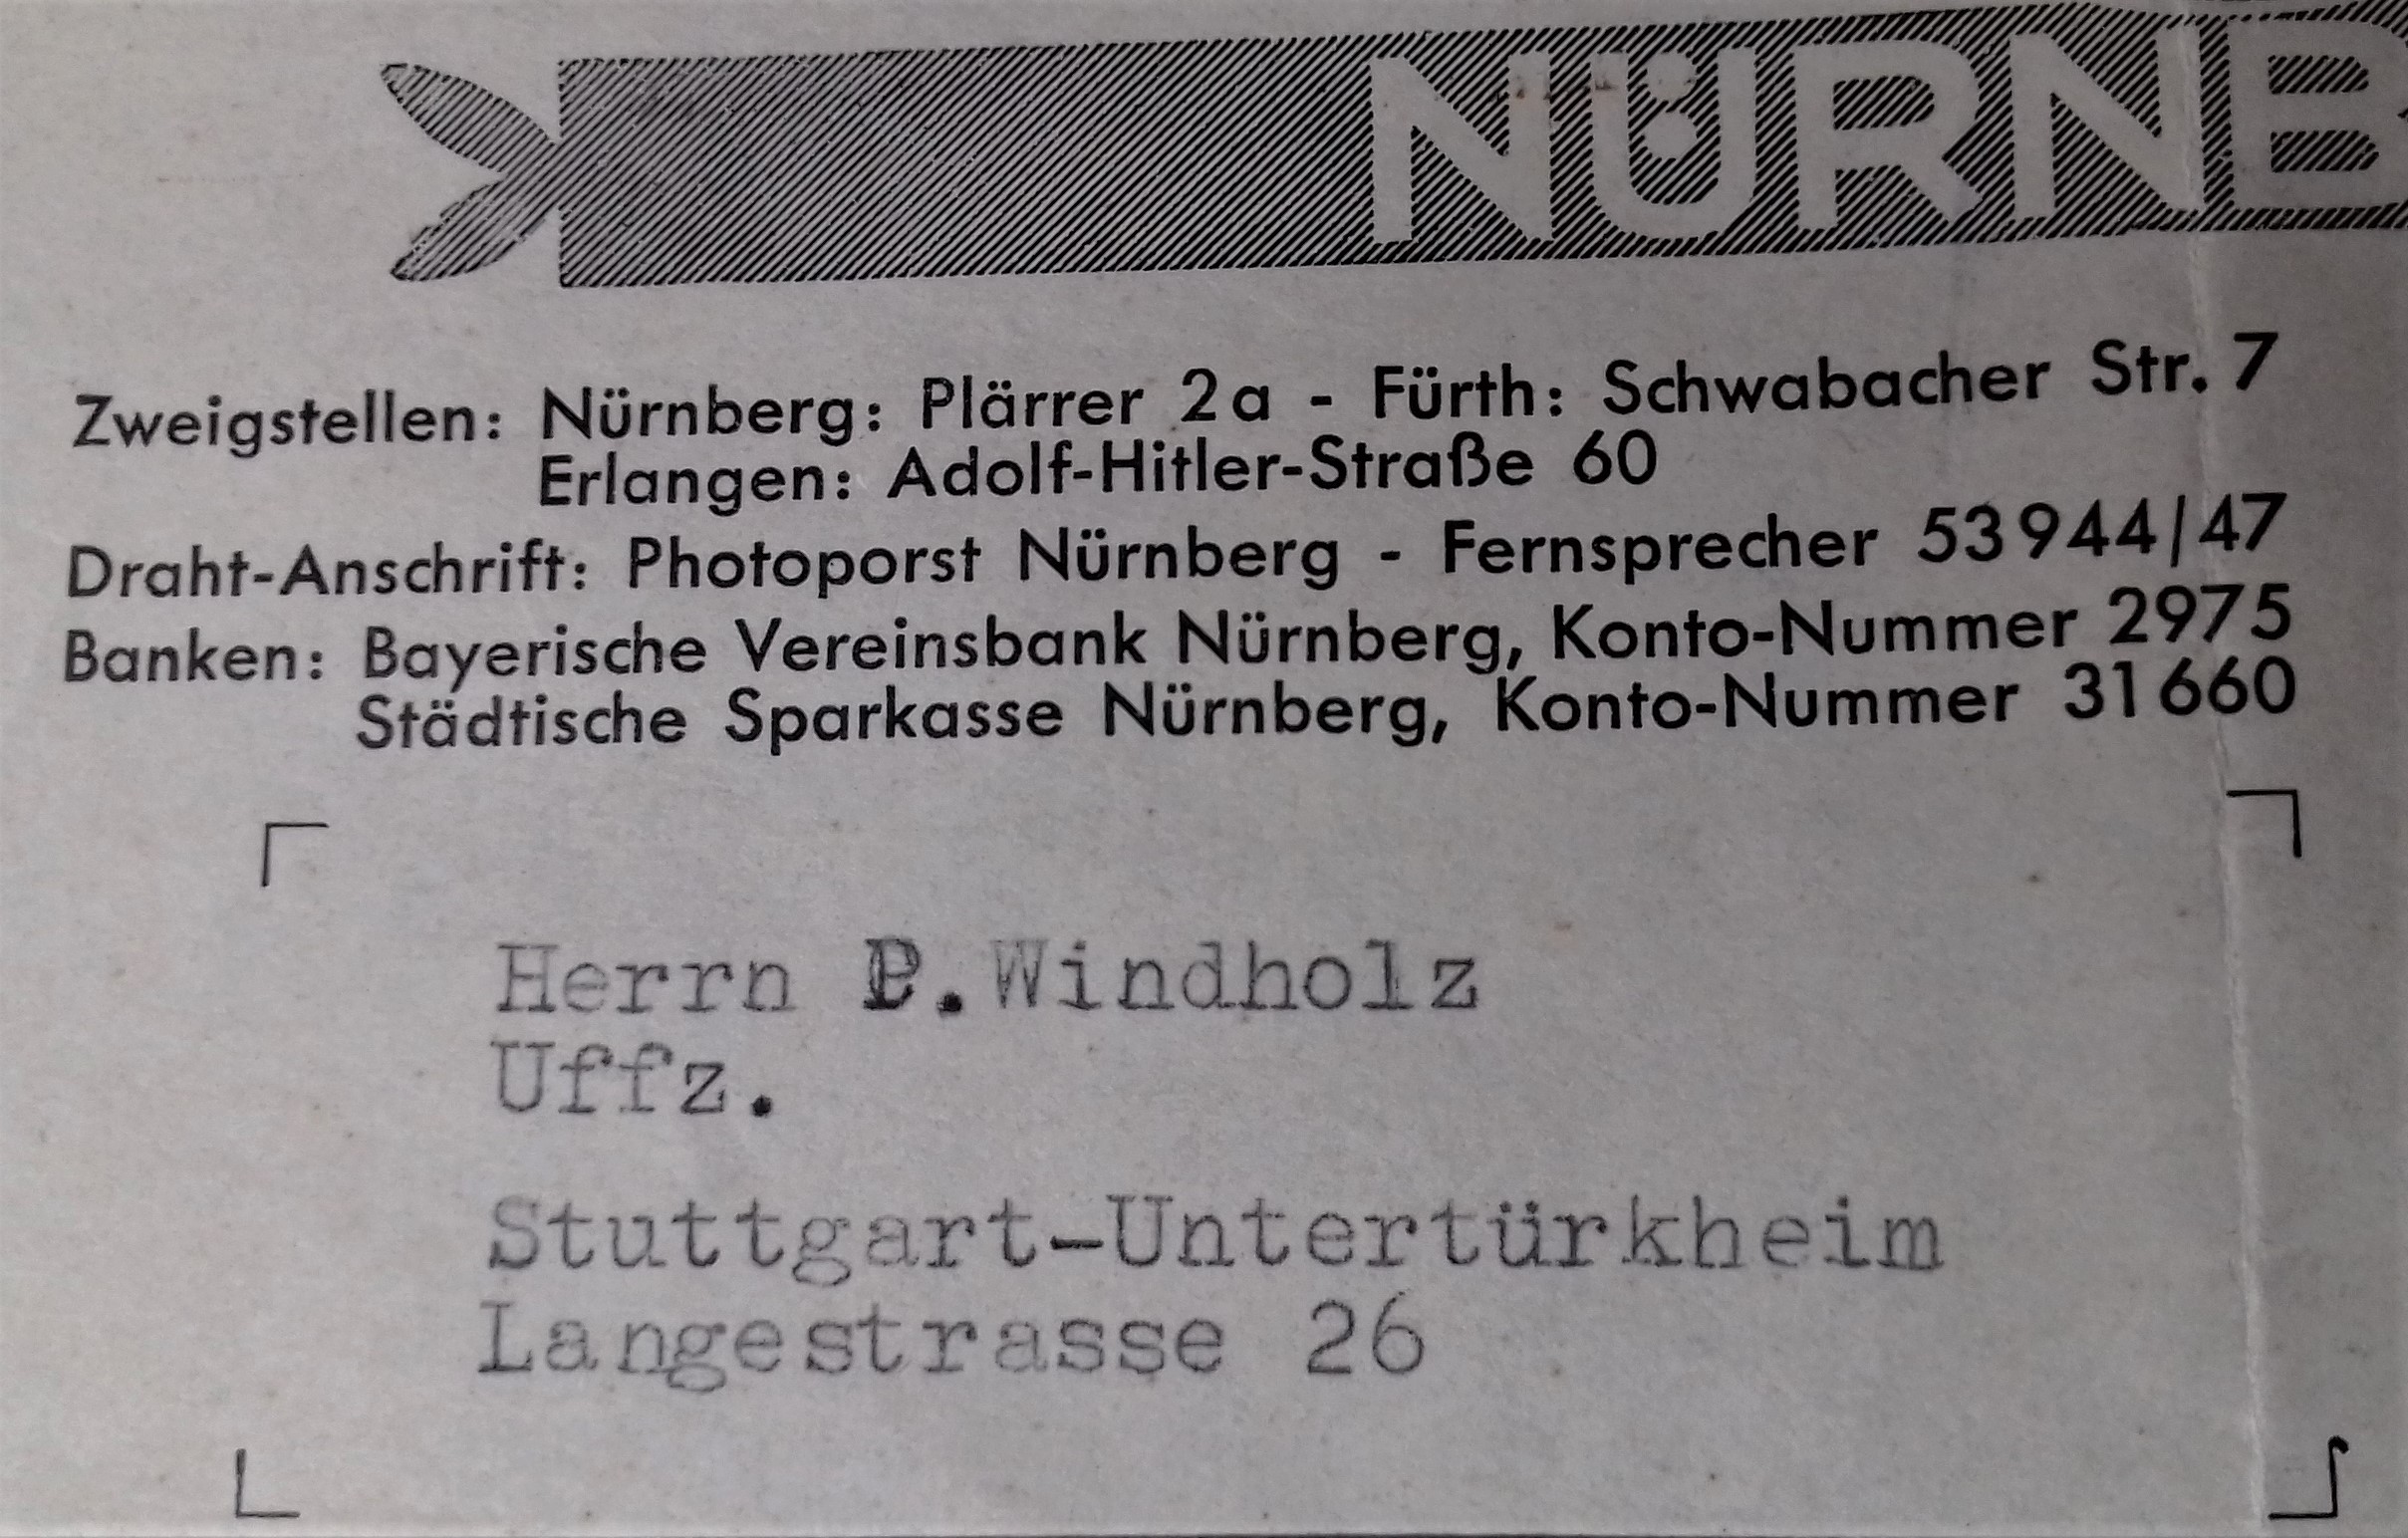 NÜRNB
Zweigstellen: Nürnberg: Plärrer 2a - Fürth: Schwabacher Str. 7
Erlangen: Adolf-Hitler-Straße 60
Draht-Anschrift: Photoporst Nürnberg - Fernsprecher 53944/47
Banken: Bayerische Vereinsbank Nürnberg, Konto-Nummer 2975
Städtische Sparkasse Nürnberg, Konto-Nummer 31660
Herrn P.Windholz
Uffz.
Stuttgart-Untertürkheim
Langestrasse 26